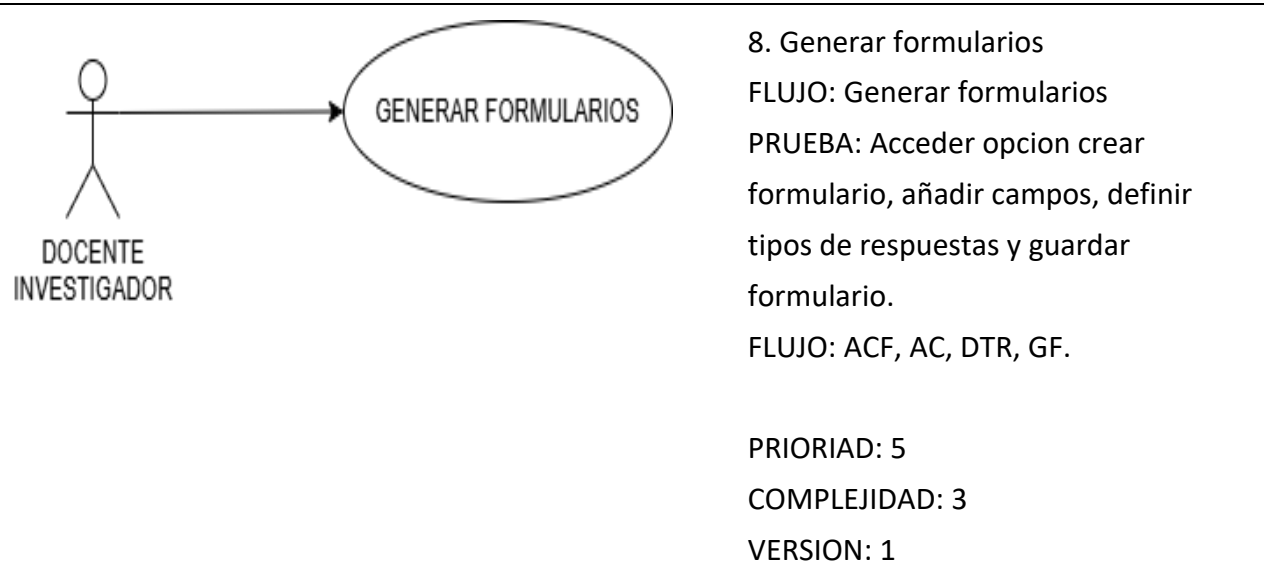 GENERAR FORMULARIOS
DOCENTE
INVESTIGADOR
8. Generar formularios
FLUJO: Generar formularios
PRUEBA: Acceder opcion crear
formulario, añadir campos, definir
tipos de respuestas y guardar
formulario.
FLUJO: ACF, AC, DTR, GF.
PRIORIAD: 5
COMPLEJIDAD: 3
VERSION: 1